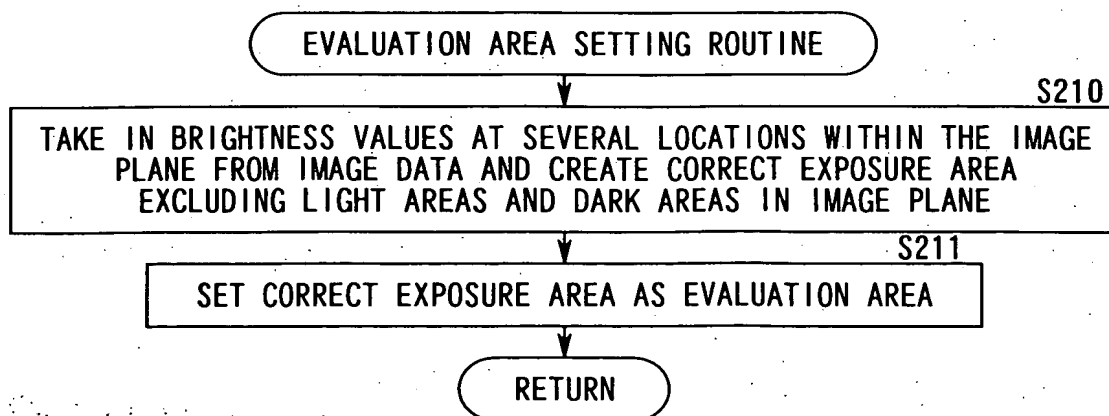 EVALUATION AREA SETTING ROUTINE
S210
TAKE IN BRIGHTNESS VALUES AT SEVERAL LOCATIONS WITHIN THE IMAGE
PLANE FROM IMAGE DATA AND CREATE CORRECT EXPOSURE AREA
EXCLUDING LIGHT AREAS AND DARK AREAS IN IMAGE PLANE
S211
SET CORRECT EXPOSURE AREA AS EVALUATION AREA
RETURN